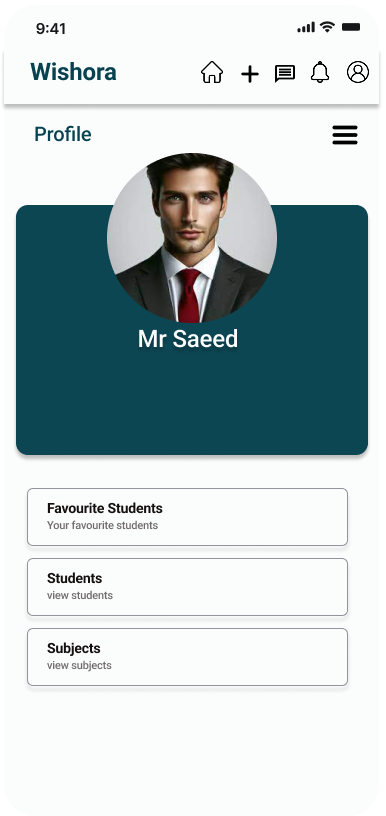 9:41
Wishora
Profile
Mr Saeed
Favourite Students
Your favourite students
Students
view students
Subjects
view subjects